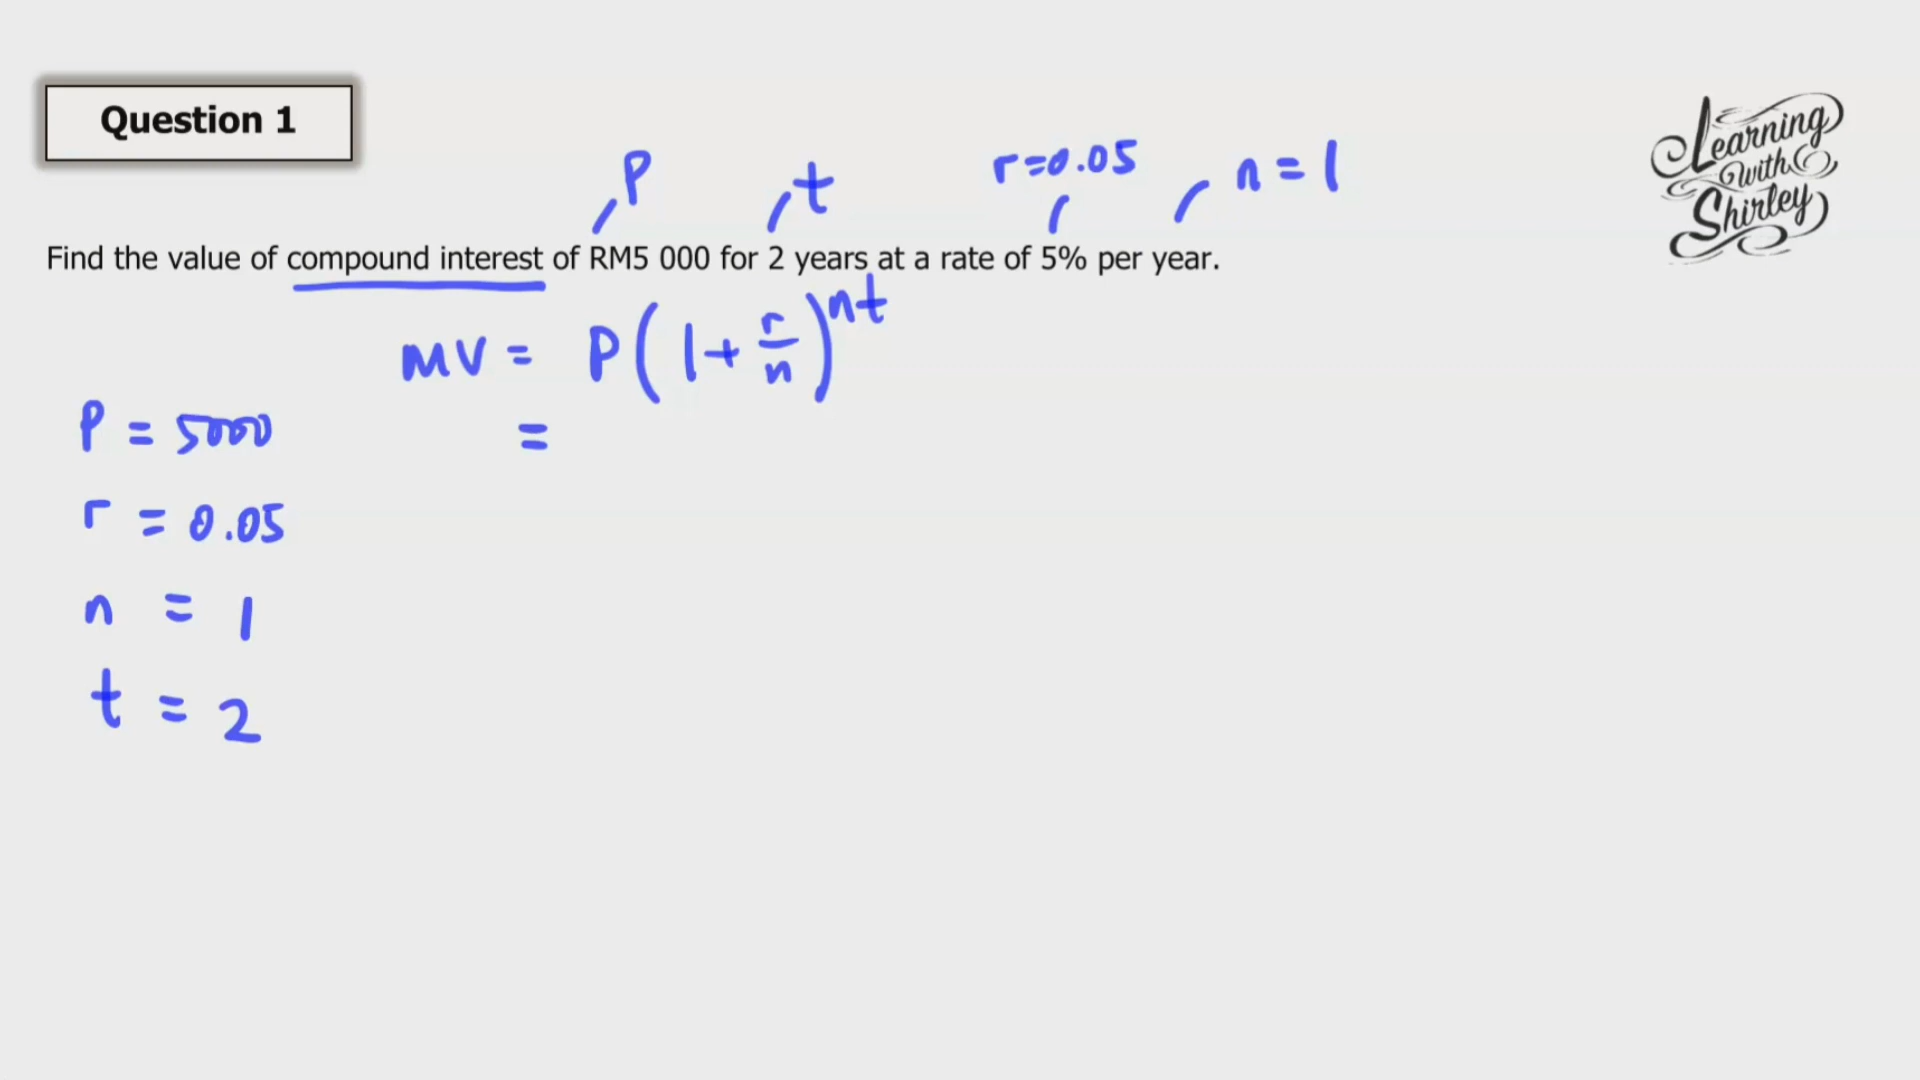 Question 1
Learning
with
Shirley
P
t
r=0.05
n = 1
Find the value of compound interest of RM5 000 for 2 years at a rate of 5% per year.
MV = P(1+r/n)^nt
=
P = 5000
r = 0.05
n = 1
t = 2